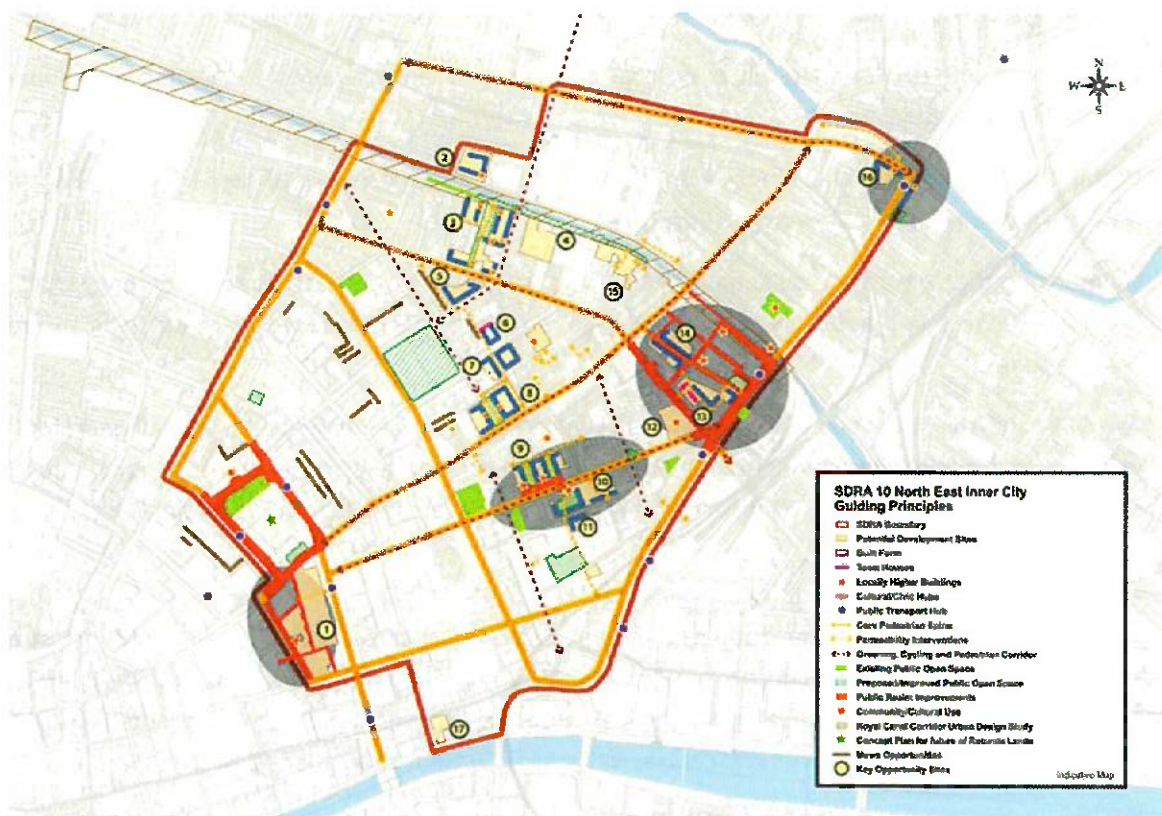 N
W E
S
2
16
3
4
5
15
6
14
7
8
13
12
9
10
11
1
17
SDRA 10 North East Inner City
Guiding Principles
SDRA Boundary
Potential Development Sites
Built Form
Town Houses
Locally Higher Buildings
Cultural/Civic Hubs
Public Transport Hub
Core Pedestrian Spine
Permeability Interventions
Greening, Cycling and Pedestrian Corridor
Existing Public Open Space
Proposed/Improved Public Open Space
Public Realm Improvements
Community/Cultural Use
Royal Canal Corridor Urban Design Study
Concept Plan for future of Rotunda Lands
Mews Opportunities
Key Opportunity Sites
Indicative Map